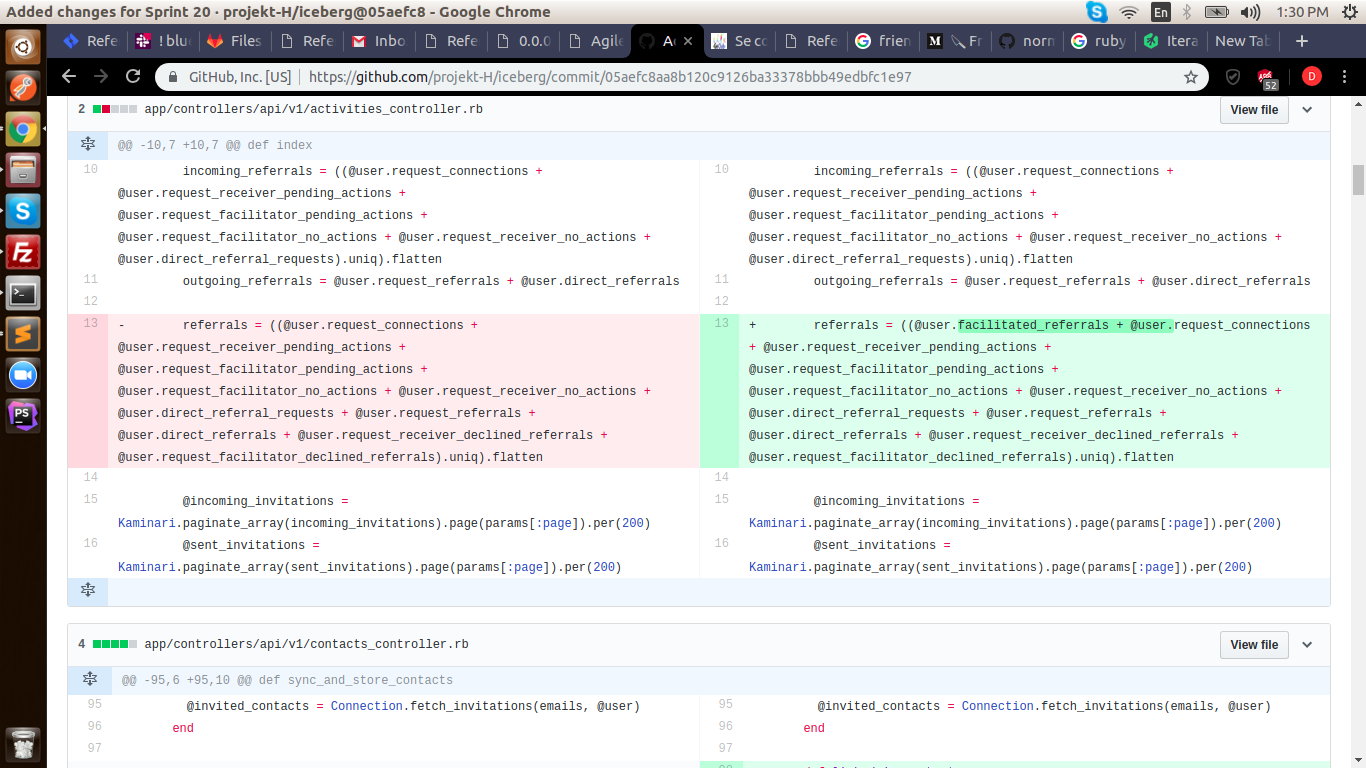 Added changes for Sprint 20 · projekt-H/iceberg@05aefc8 - Google Chrome
En
1:30 PM
Refe
! blu
Files
Refe
Inbo
Refe
0.0.0
Agile
Ac
Se co
Refe
frien
Fr
norm
ruby
Itera
New Tab
GitHub, Inc. [US]
https://github.com/projekt-H/iceberg/commit/05aefc8aa8b120c9126ba33378bbb49edbfc1e97
52
D
2 app/controllers/api/v1/activities_controller.rb
View file
@@ -10,7 +10,7 @@ def index
10 incoming_referrals = ((@user.request_connections +
@user.request_receiver_pending_actions +
@user.request_facilitator_pending_actions +
@user.request_facilitator_no_actions + @user.request_receiver_no_actions +
@user.direct_referral_requests).uniq).flatten
11 outgoing_referrals = @user.request_referrals + @user.direct_referrals
12
13 - referrals = ((@user.request_connections +
@user.request_receiver_pending_actions +
@user.request_facilitator_pending_actions +
@user.request_facilitator_no_actions + @user.request_receiver_no_actions +
@user.direct_referral_requests + @user.request_referrals +
@user.direct_referrals + @user.request_receiver_declined_referrals +
@user.request_facilitator_declined_referrals).uniq).flatten
14
15 @incoming_invitations =
Kaminari.paginate_array(incoming_invitations).page(params[:page]).per(200)
16 @sent_invitations =
Kaminari.paginate_array(sent_invitations).page(params[:page]).per(200)
10 incoming_referrals = ((@user.request_connections +
@user.request_receiver_pending_actions +
@user.request_facilitator_pending_actions +
@user.request_facilitator_no_actions + @user.request_receiver_no_actions +
@user.direct_referral_requests).uniq).flatten
11 outgoing_referrals = @user.request_referrals + @user.direct_referrals
12
13 + referrals = ((@user.facilitated_referrals + @user.request_connections
+ @user.request_receiver_pending_actions +
@user.request_facilitator_pending_actions +
@user.request_facilitator_no_actions + @user.request_receiver_no_actions +
@user.direct_referral_requests + @user.request_referrals +
@user.direct_referrals + @user.request_receiver_declined_referrals +
@user.request_facilitator_declined_referrals).uniq).flatten
14
15 @incoming_invitations =
Kaminari.paginate_array(incoming_invitations).page(params[:page]).per(200)
16 @sent_invitations =
Kaminari.paginate_array(sent_invitations).page(params[:page]).per(200)
4 app/controllers/api/v1/contacts_controller.rb
View file
@@ -95,6 +95,10 @@ def sync_and_store_contacts
95 @invited_contacts = Connection.fetch_invitations(emails, @user)
96 end
97
95 @invited_contacts = Connection.fetch_invitations(emails, @user)
96 end
97